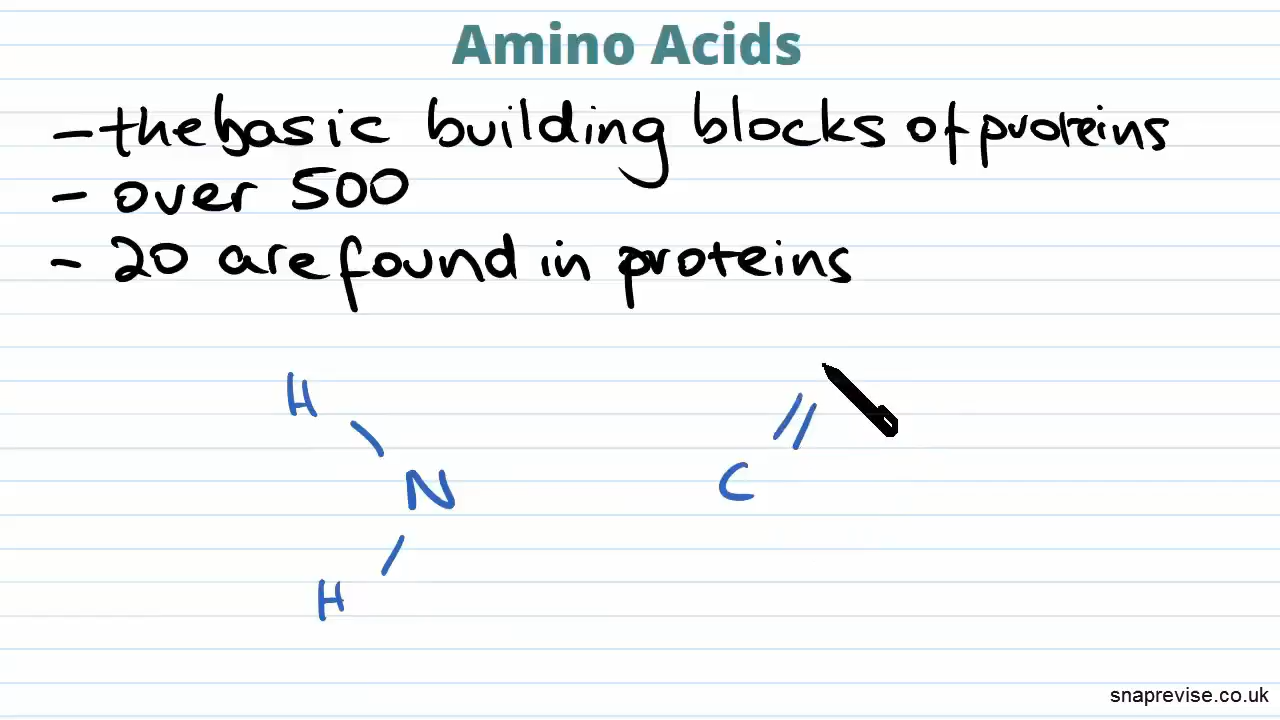 Amino Acids
- the basic building blocks of proteins
- over 500
- 20 are found in proteins
H
N
C
H
snaprevise.co.uk